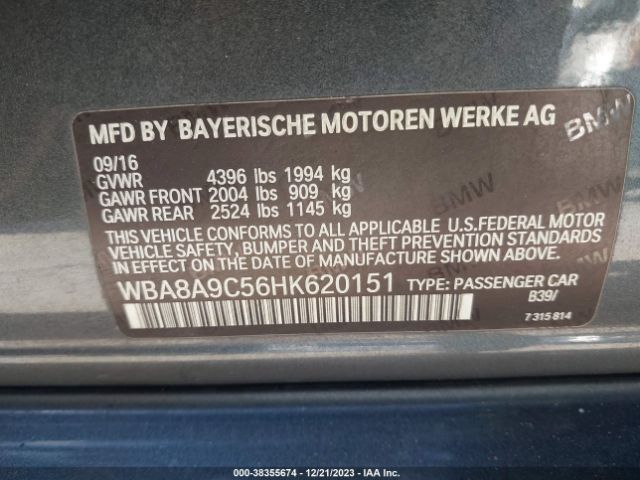 MFD BY BAYERISCHE MOTOREN WERKE AG
BMW
09/16
GVWR 4396 lbs 1994 kg
GAWR FRONT 2004 lbs 909 kg
GAWR REAR 2524 lbs 1145 kg
BMW
THIS VEHICLE CONFORMS TO ALL APPLICABLE U.S.FEDERAL MOTOR
VEHICLE SAFETY, BUMPER AND THEFT PREVENTION STANDARDS
IN EFFECT ON THE DATE OF MANUFACTURE SHOWN ABOVE.
WBA8A9C56HK620151 TYPE: PASSENGER CAR
B39/
7 315 814
000-38355674 - 12/21/2023 - IAA Inc.